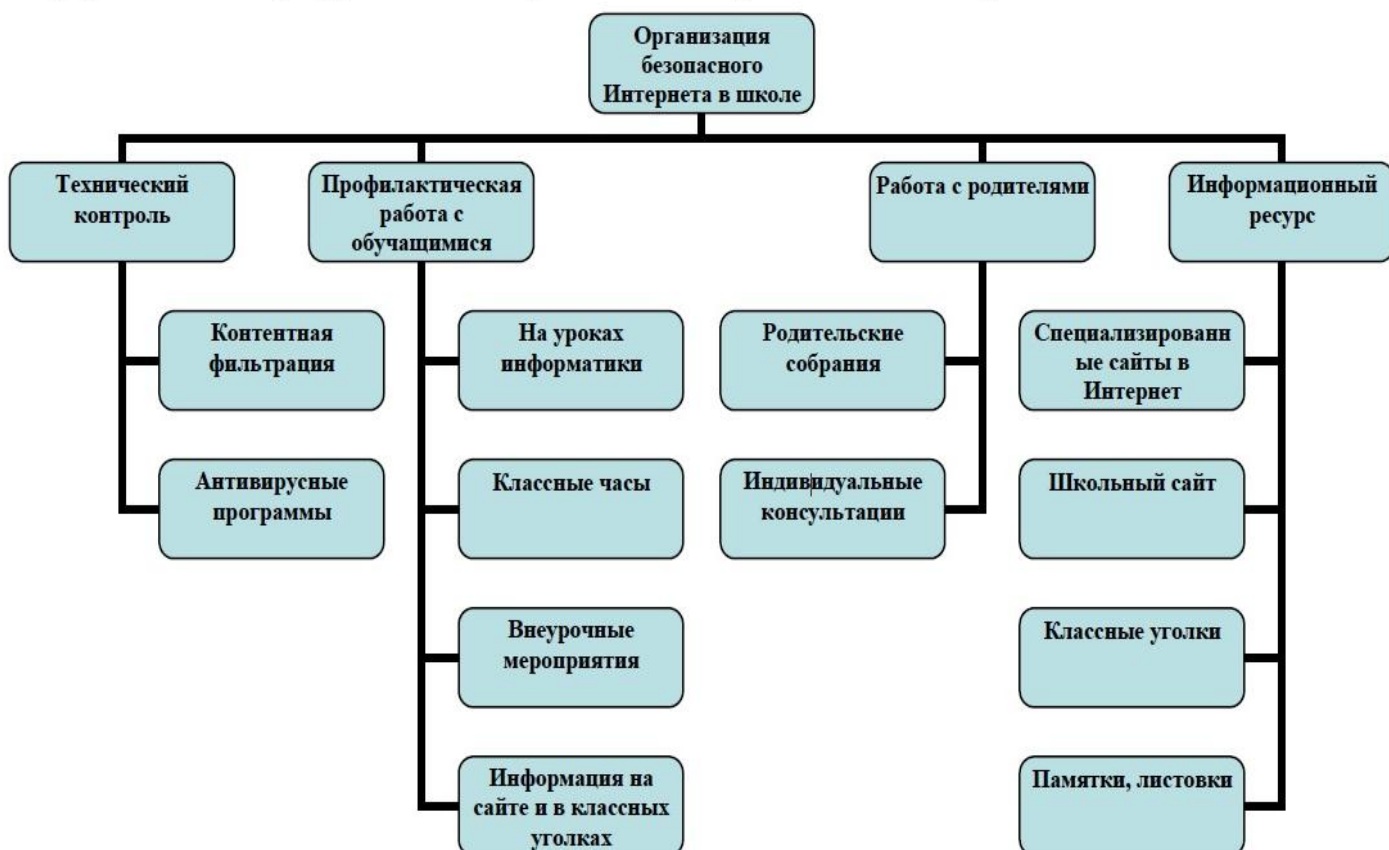 Организация
безопасного
Интернета в школе
Технический
контроль
Профилактическая
работа с
обучащимися
Работа с родителями
Информационный
ресурс
Контентная
фильтрация
На уроках
информатики
Родительские
собрания
Специализированн
ые сайты в
Интернет
Антивирусные
программы
Классные часы
Индивидуальные
консультации
Школьный сайт
Внеурочные
мероприятия
Классные уголки
Информация на
сайте и в классных
уголках
Памятки, листовки